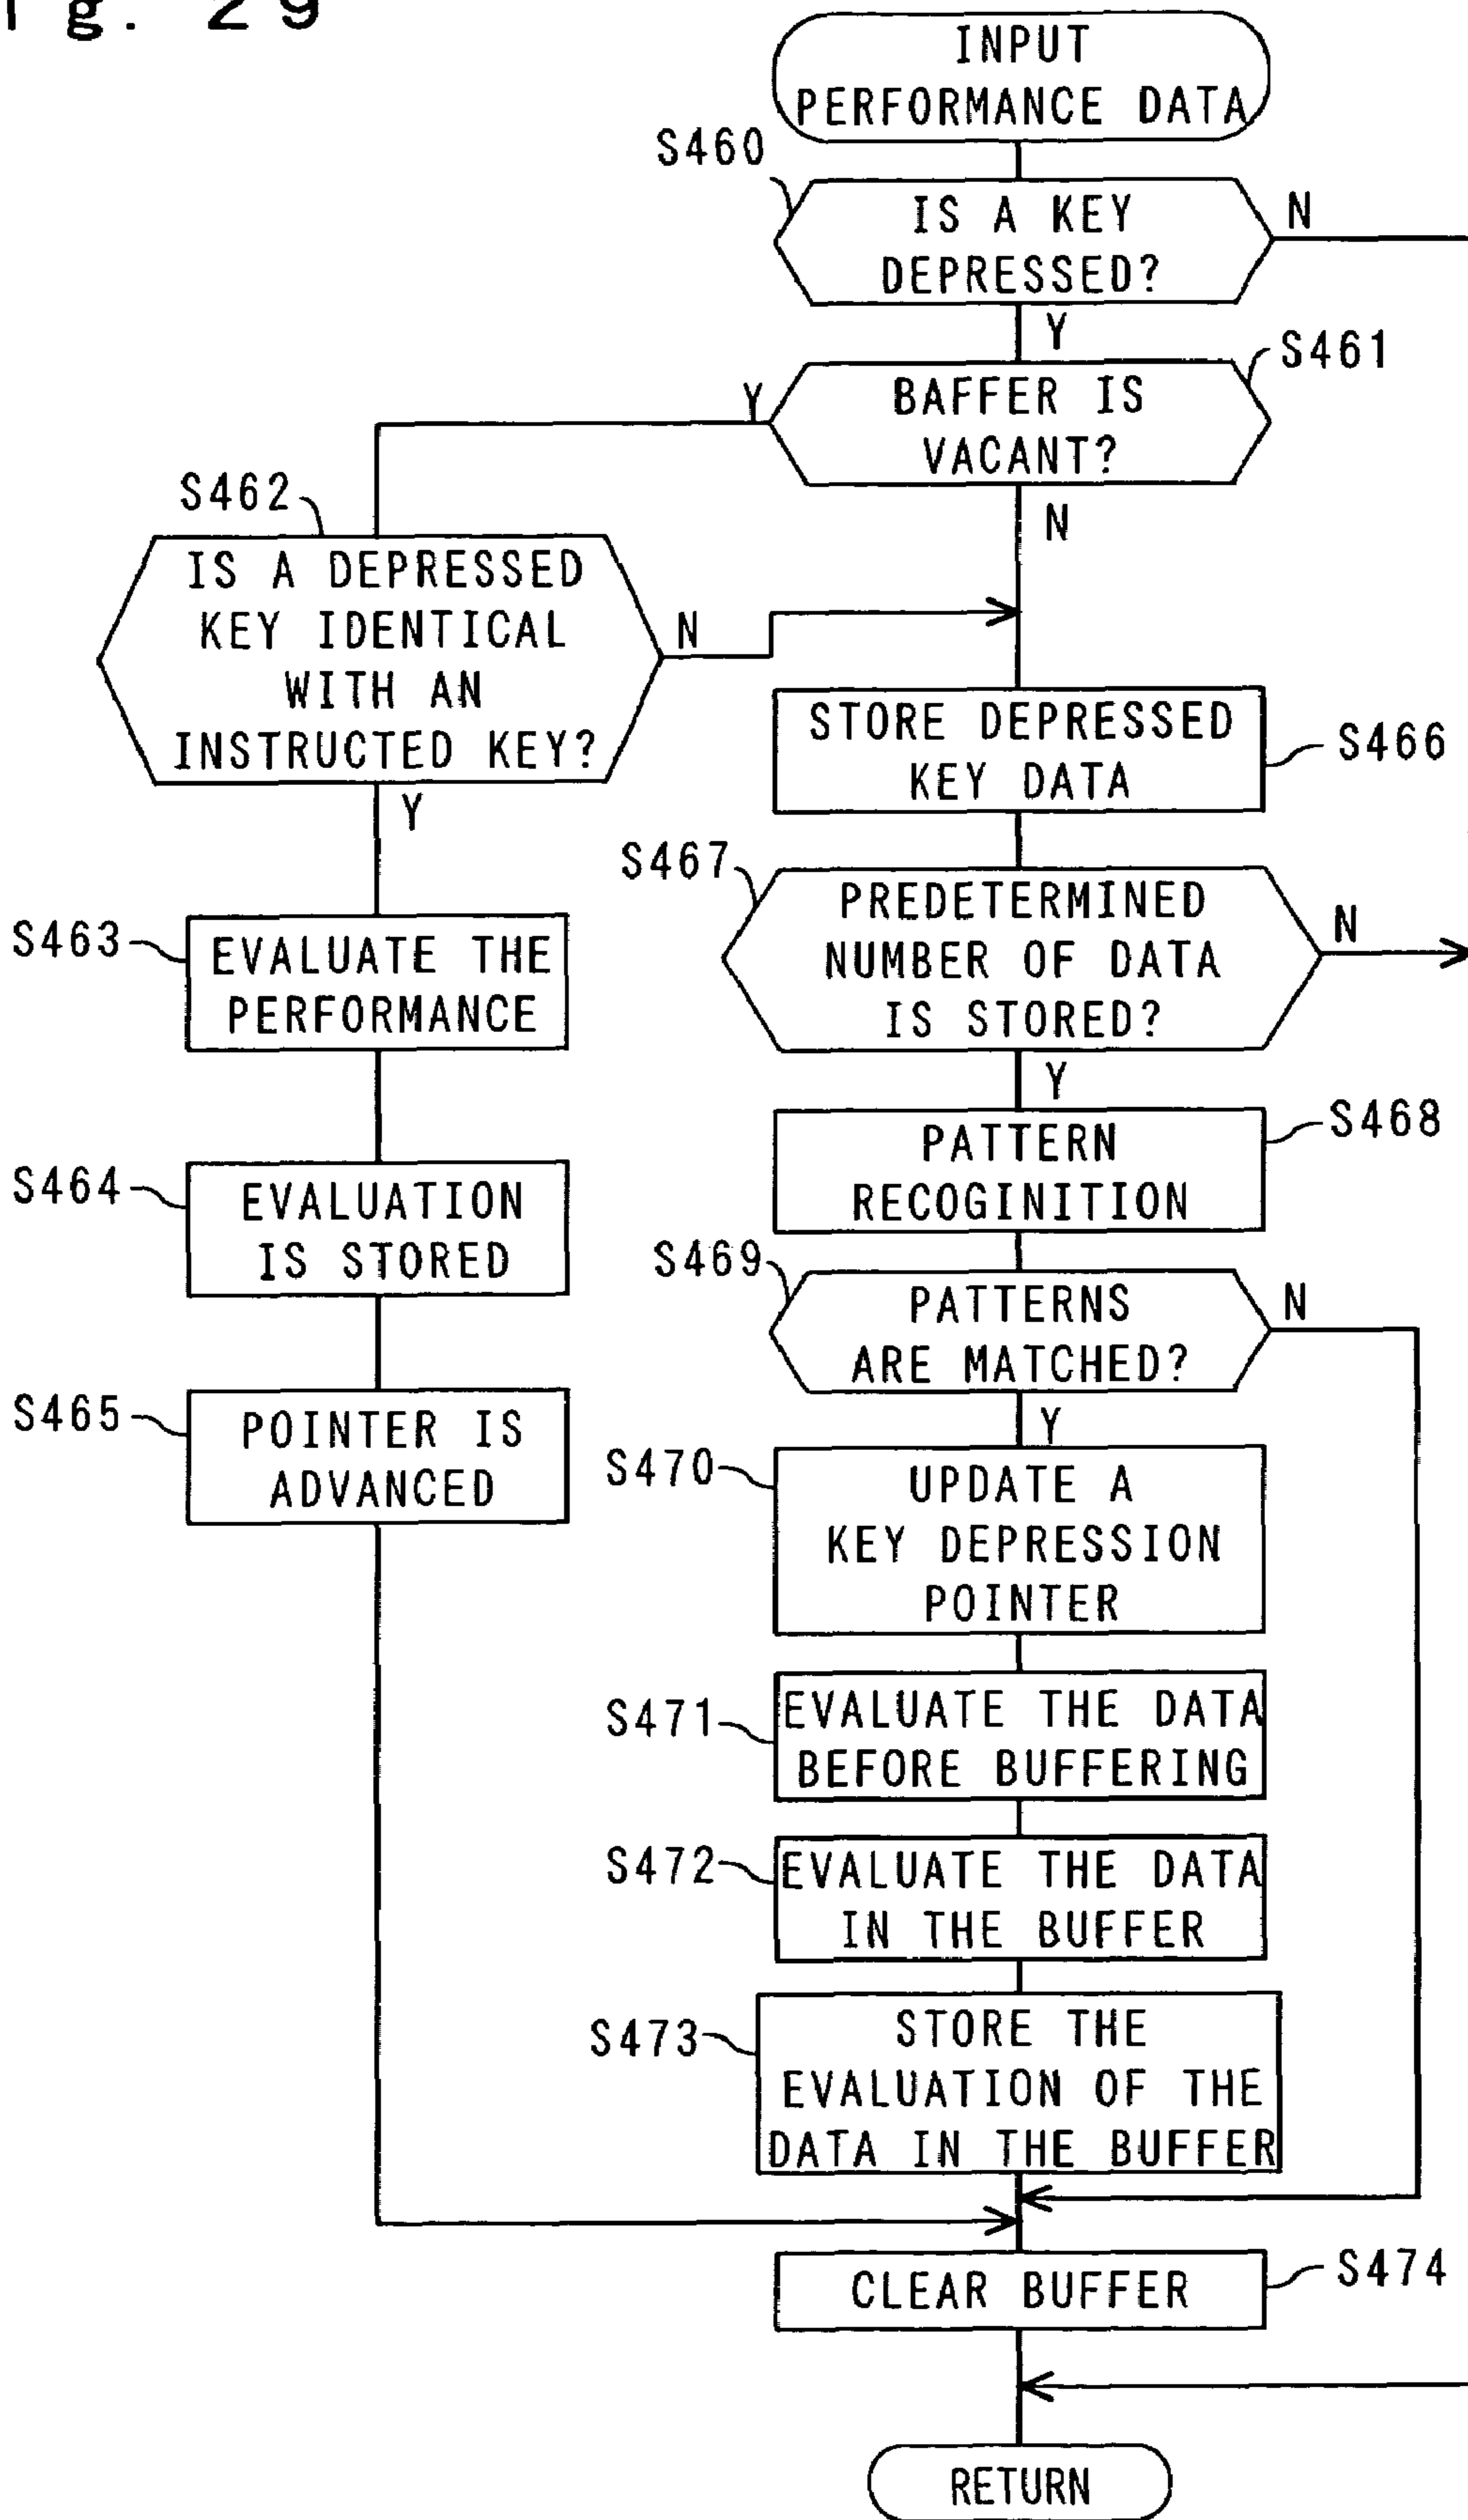 ig. 29
INPUT
PERFORMANCE DATA
S460
IS A KEY
DEPRESSED?
N
Y
S461
BAFFER IS
VACANT?
Y
N
S462
IS A DEPRESSED
KEY IDENTICAL
WITH AN
INSTRUCTED KEY?
N
Y
STORE DEPRESSED
KEY DATA
S466
S467
PREDETERMINED
NUMBER OF DATA
IS STORED?
N
Y
S463
EVALUATE THE
PERFORMANCE
S464
EVALUATION
IS STORED
S465
POINTER IS
ADVANCED
PATTERN
RECOGINITION
S468
S469
PATTERNS
ARE MATCHED?
N
Y
S470
UPDATE A
KEY DEPRESSION
POINTER
S471
EVALUATE THE DATA
BEFORE BUFFERING
S472
EVALUATE THE DATA
IN THE BUFFER
S473
STORE THE
EVALUATION OF THE
DATA IN THE BUFFER
CLEAR BUFFER
S474
RETURN